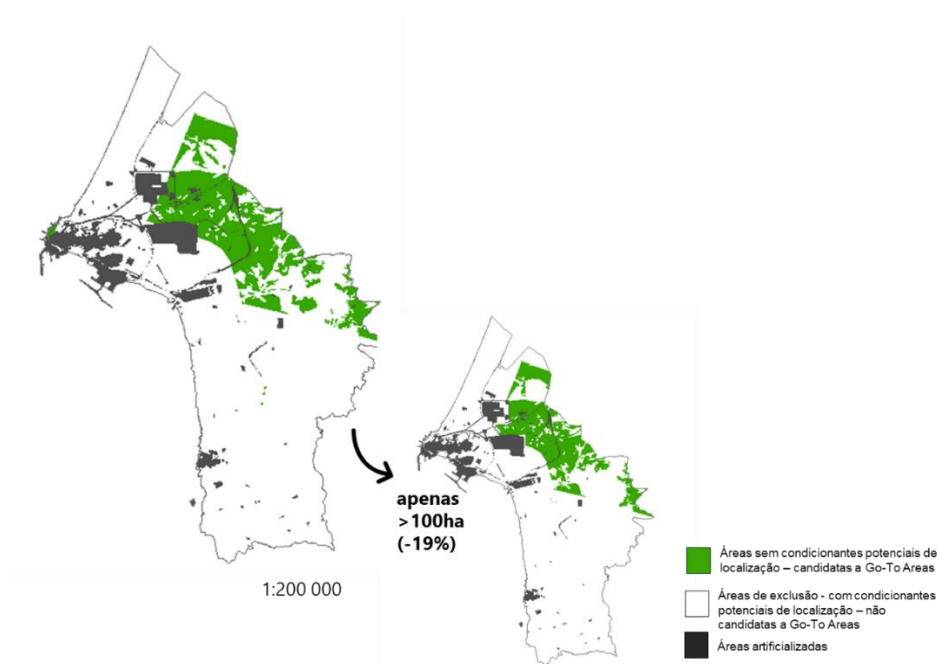 apenas
>100ha
(-19%)
1:200 000
Áreas sem condicionantes potenciais de
localização – candidatas a Go-To Areas
Áreas de exclusão - com condicionantes
potenciais de localização – não
candidatas a Go-To Areas
Áreas artificializadas